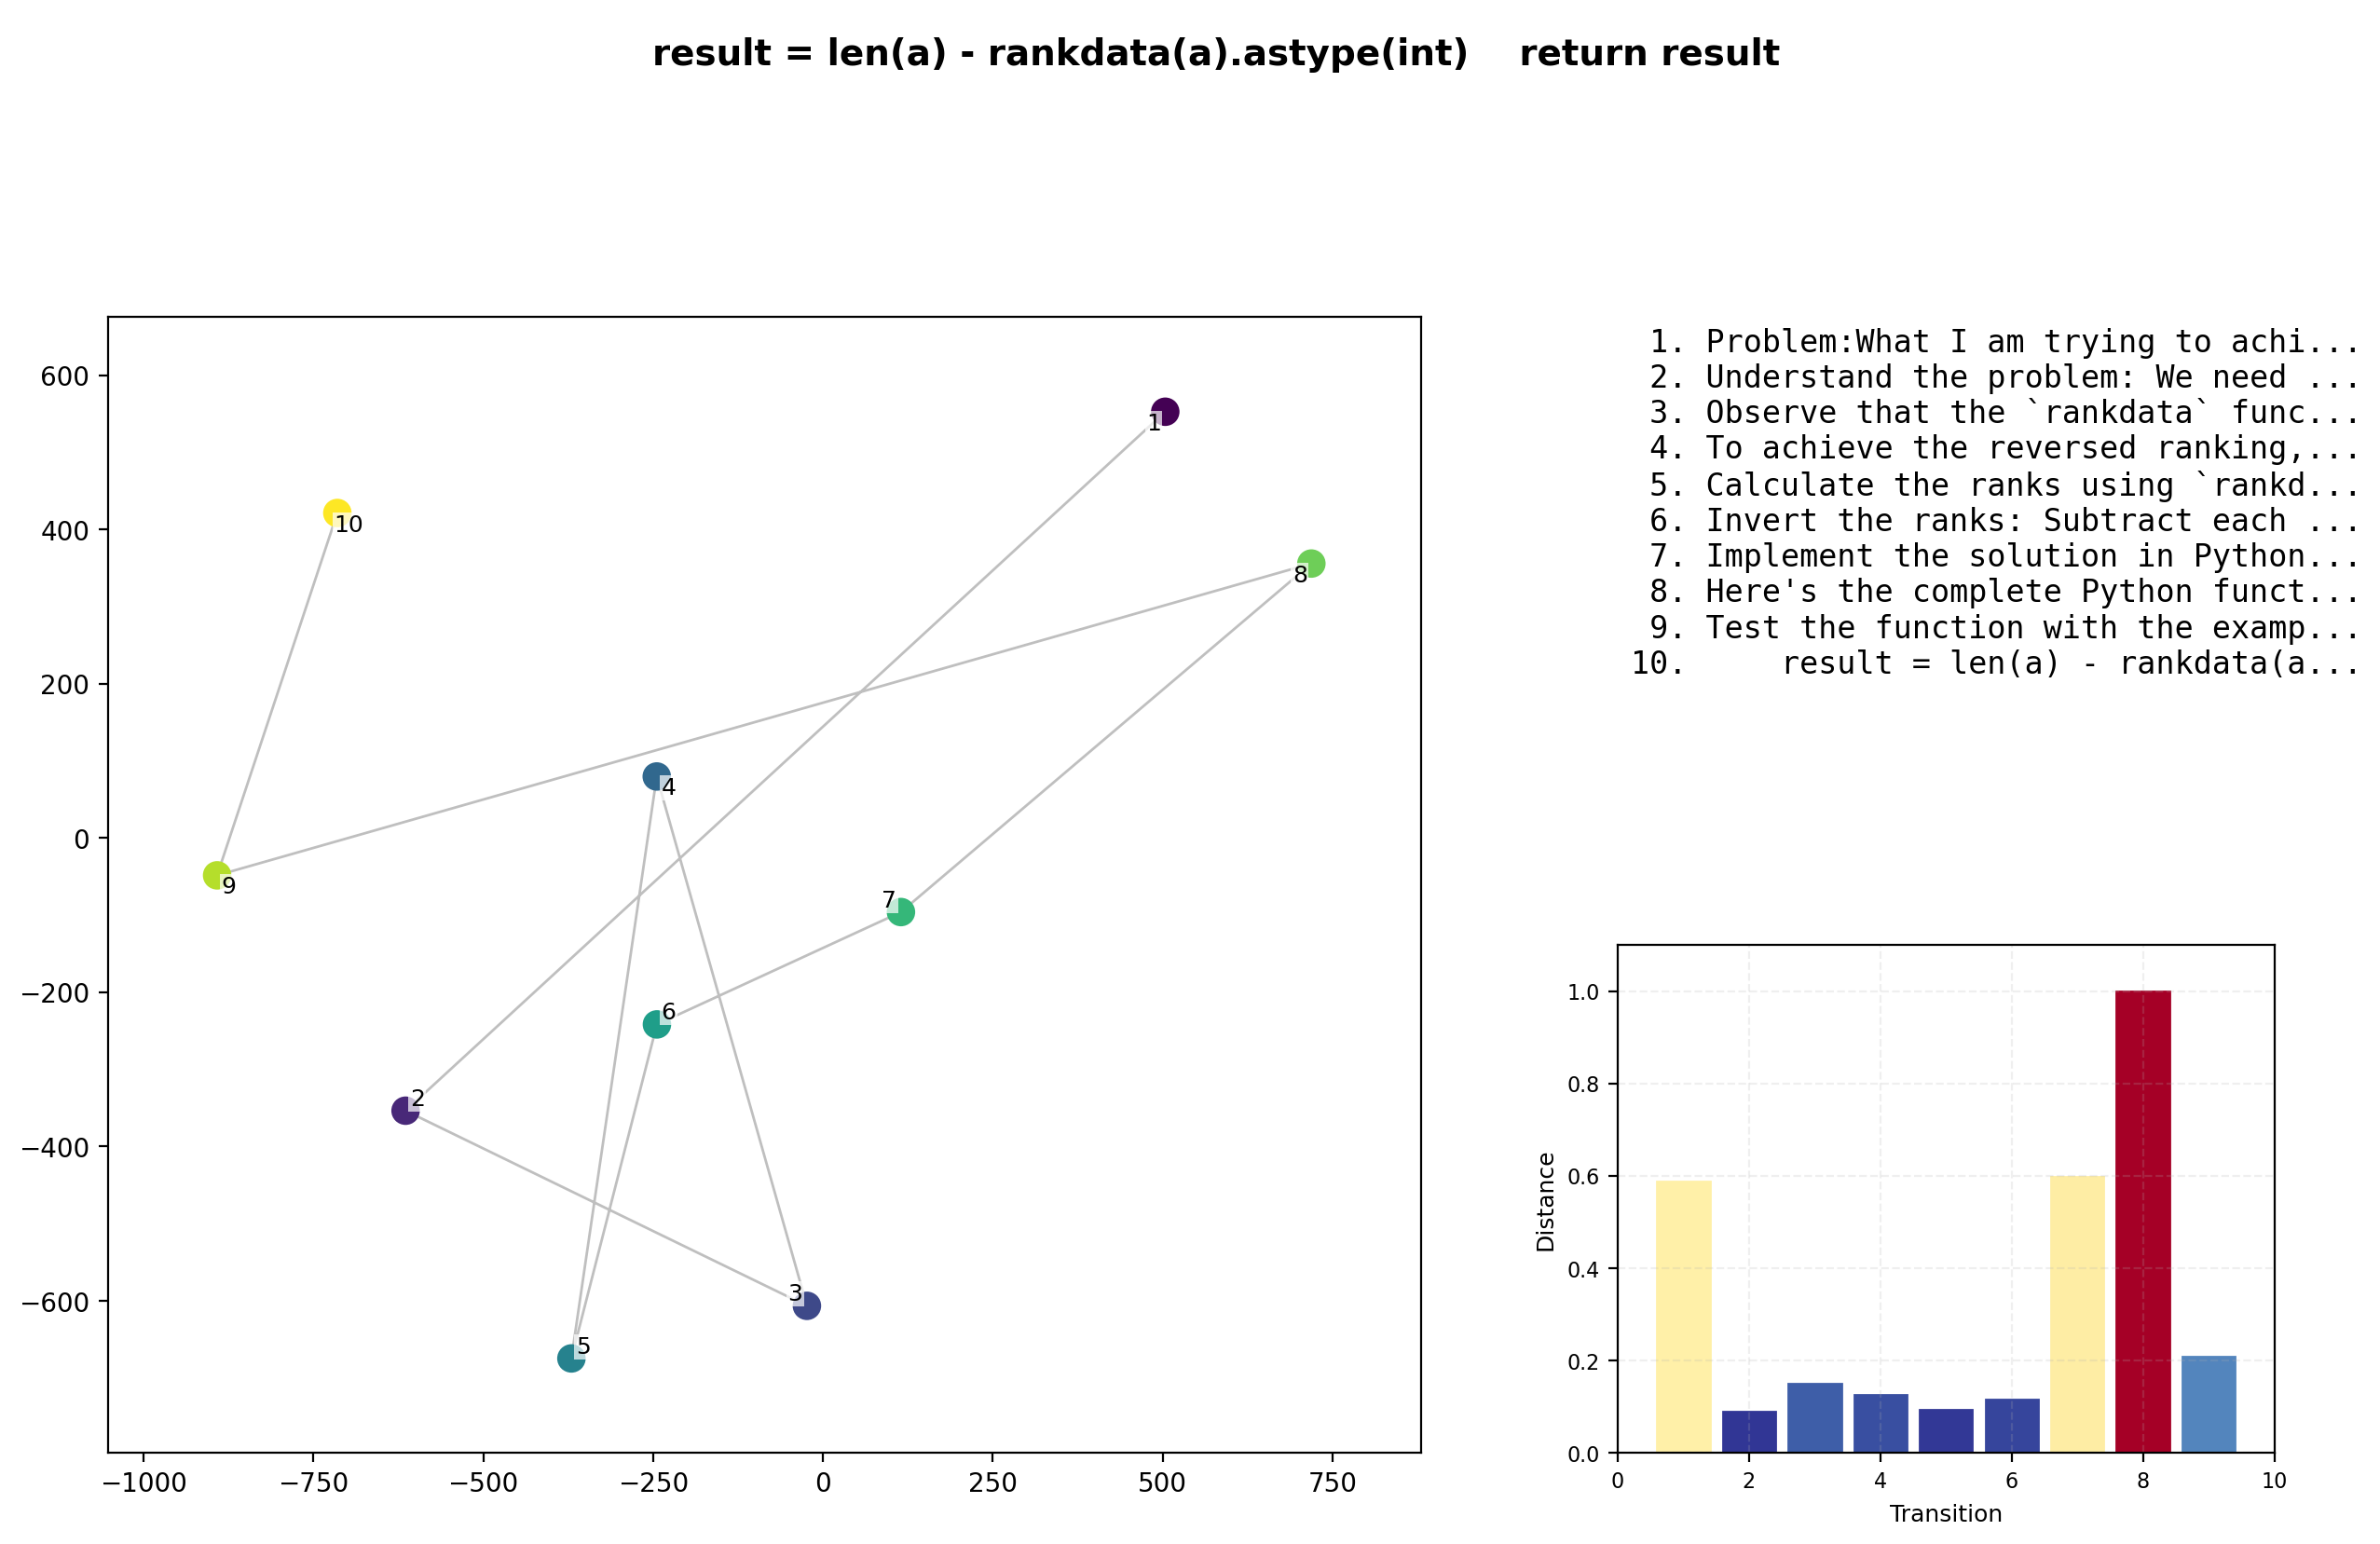 result = len(a) - rankdata(a).astype(int)    return result
600
400
200
0
−200
−400
−600
−1000
−750
−500
−250
0
250
500
750
1
2
3
4
5
6
7
8
9
10
1. Problem:What I am trying to achi...
2. Understand the problem: We need ...
3. Observe that the `rankdata` func...
4. To achieve the reversed ranking,...
5. Calculate the ranks using `rankd...
6. Invert the ranks: Subtract each ...
7. Implement the solution in Python...
8. Here's the complete Python funct...
9. Test the function with the examp...
10.     result = len(a) - rankdata(a...
Distance
1.0
0.8
0.6
0.4
0.2
0.0
0
2
4
6
8
10
Transition